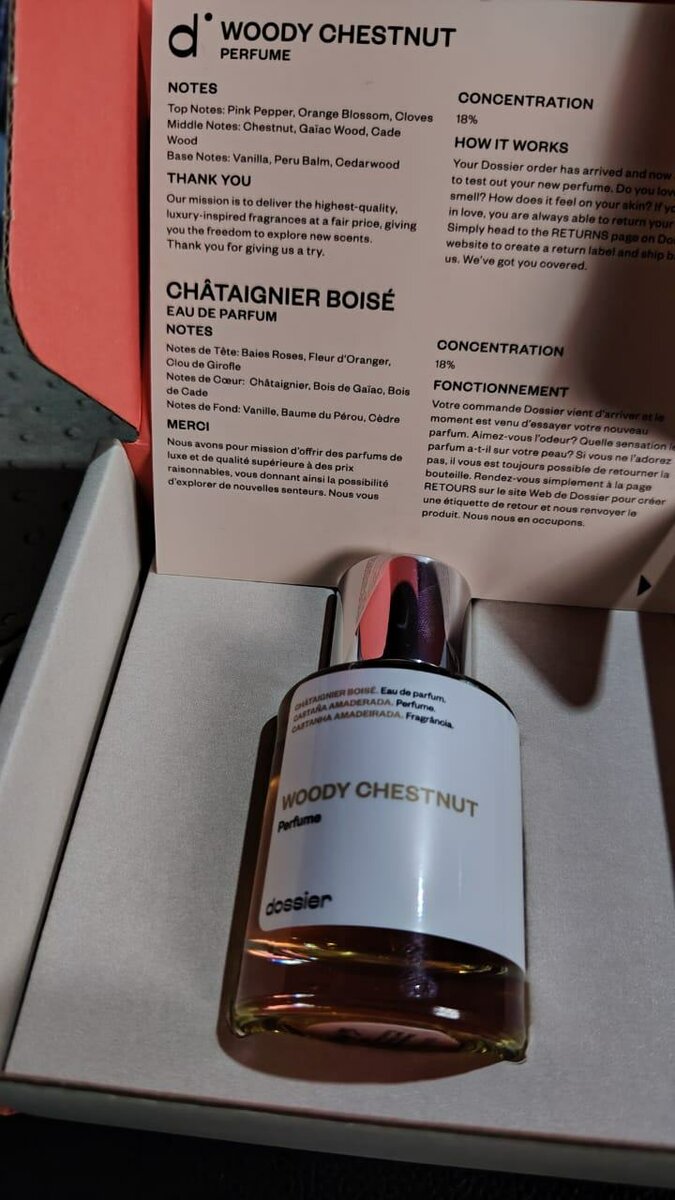 d'
WOODY CHESTNUT
PERFUME
NOTES
Top Notes: Pink Pepper, Orange Blossom, Cloves
Middle Notes: Chestnut, Gaïac Wood, Cade
Wood
Base Notes: Vanilla, Peru Balm, Cedarwood
THANK YOU
Our mission is to deliver the highest-quality,
luxury-inspired fragrances at a fair price, giving
you the freedom to explore new scents.
Thank you for giving us a try.
CONCENTRATION
18%
HOW IT WORKS
Your Dossier order has arrived and now
to test out your new perfume. Do you
smell? How does it feel on your skin? If
in love, you are always able to return your
Simply head to the RETURNS page on
website to create a return label and ship
us. We've got you covered.
CHÂTAIGNIER BOISÉ
EAU DE PARFUM
NOTES
Notes de Tête: Baies Roses, Fleur d'Oranger,
Clou de Girofle
Notes de Cœur: Châtaignier, Bois de Gaïac, Bois
de Cade
Notes de Fond: Vanille, Baume du Pérou, Cèdre
MERCI
Nous avons pour mission d'offrir des parfums de
luxe et de qualité supérieure à des prix
raisonnables, vous donnant ainsi la possibilité
d'explorer de nouvelles senteurs. Nous vous
CONCENTRATION
18%
FONCTIONNEMENT
Votre commande Dossier vient d'arriver et le
moment est venu d'essayer votre nouveau
parfum. Aimez-vous l'odeur? Quelle sensation
parfum a-t-il sur votre peau? Si vous ne l'adorez
pas, il vous est toujours possible de retourner la
bouteille. Rendez-vous simplement à la page
RETOURS sur le site Web de Dossier pour créer
une étiquette de retour et nous renvoyer le
produit. Nous nous en occupons.
CHÂTAIGNIER BOISÉ. Eau de parfum.
CASTAÑA AMADERADA. Perfume.
CASTANHA AMADEIRADA. Fragrância.
WOODY CHESTNUT
Perfume
dossier